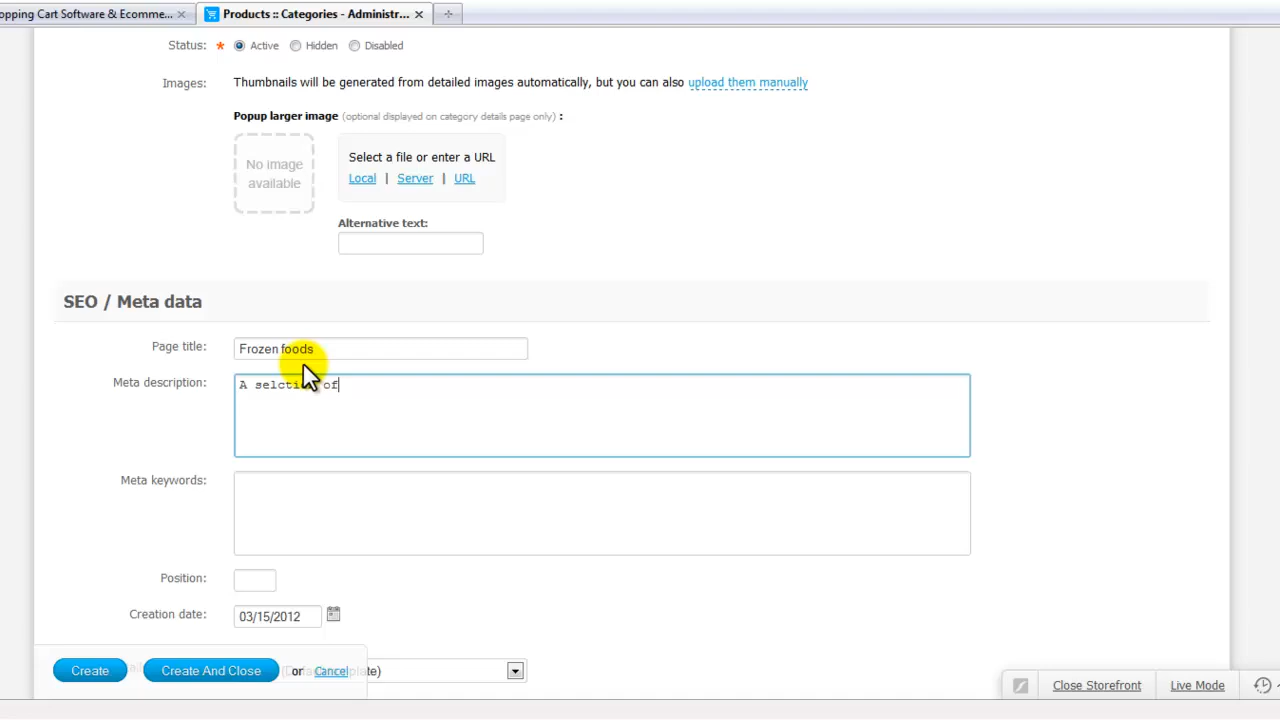 opping Cart Software & Ecomme...
Products :: Categories - Administr...
Status: * Active Hidden Disabled
Images: Thumbnails will be generated from detailed images automatically, but you can also upload them manually
Popup larger image (optional displayed on category details page only) :
No image
available
Select a file or enter a URL
Local | Server | URL
Alternative text:
SEO / Meta data
Page title: Frozen foods
Meta description: A selction of
Meta keywords:
Position:
Creation date: 03/15/2012
Create Create And Close or Cancel
Close Storefront Live Mode